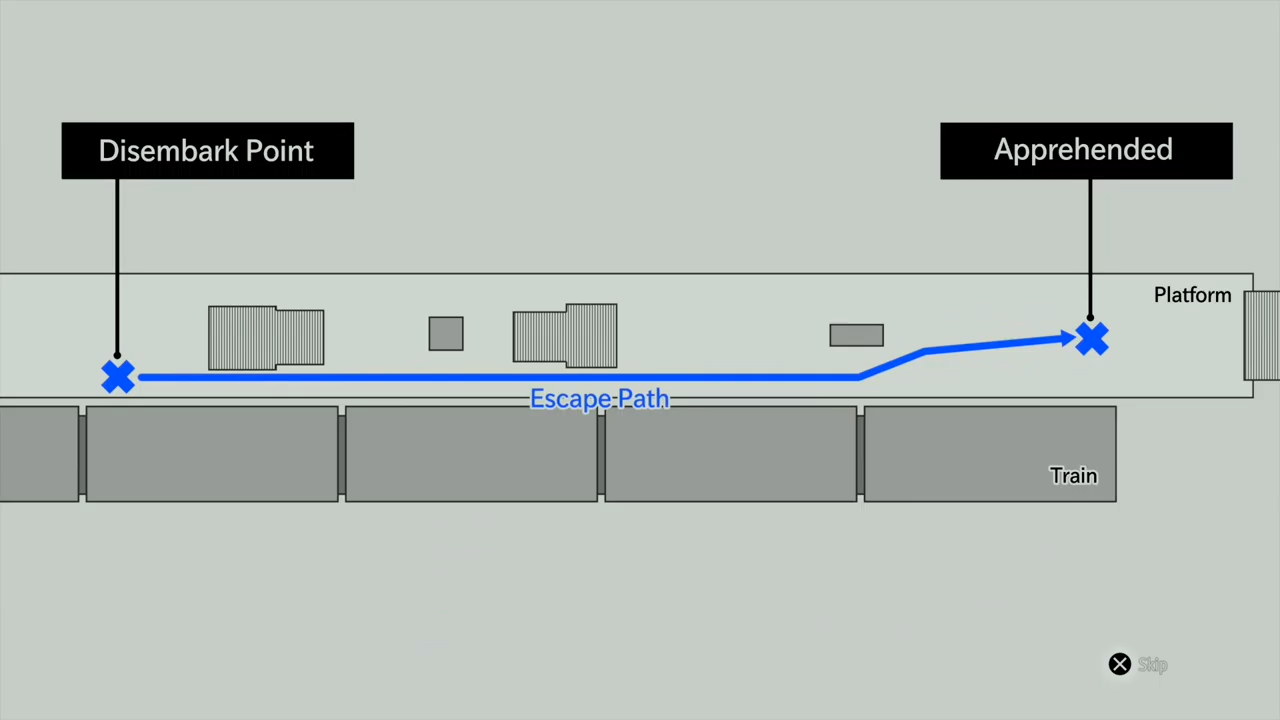 Disembark Point
Apprehended
Platform
Escape Path
Train
Skip